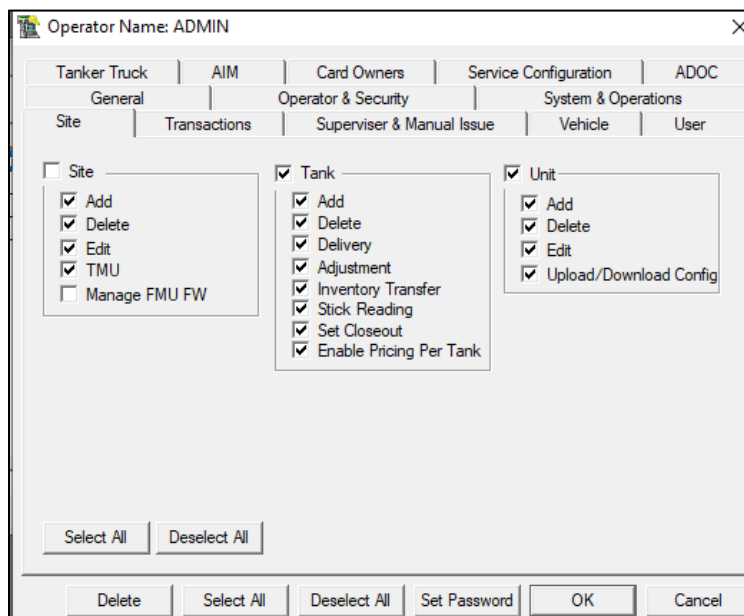 Operator Name: ADMIN
Tanker Truck AIM Card Owners Service Configuration ADOC
General Operator & Security System & Operations
Site Transactions Superviser & Manual Issue Vehicle User
Site
Add
Delete
Edit
TMU
Manage FMU FW
Tank
Add
Delete
Delivery
Adjustment
Inventory Transfer
Stick Reading
Set Closeout
Enable Pricing Per Tank
Unit
Add
Delete
Edit
Upload/Download Config
Select All Deselect All
Delete Select All Deselect All Set Password OK Cancel